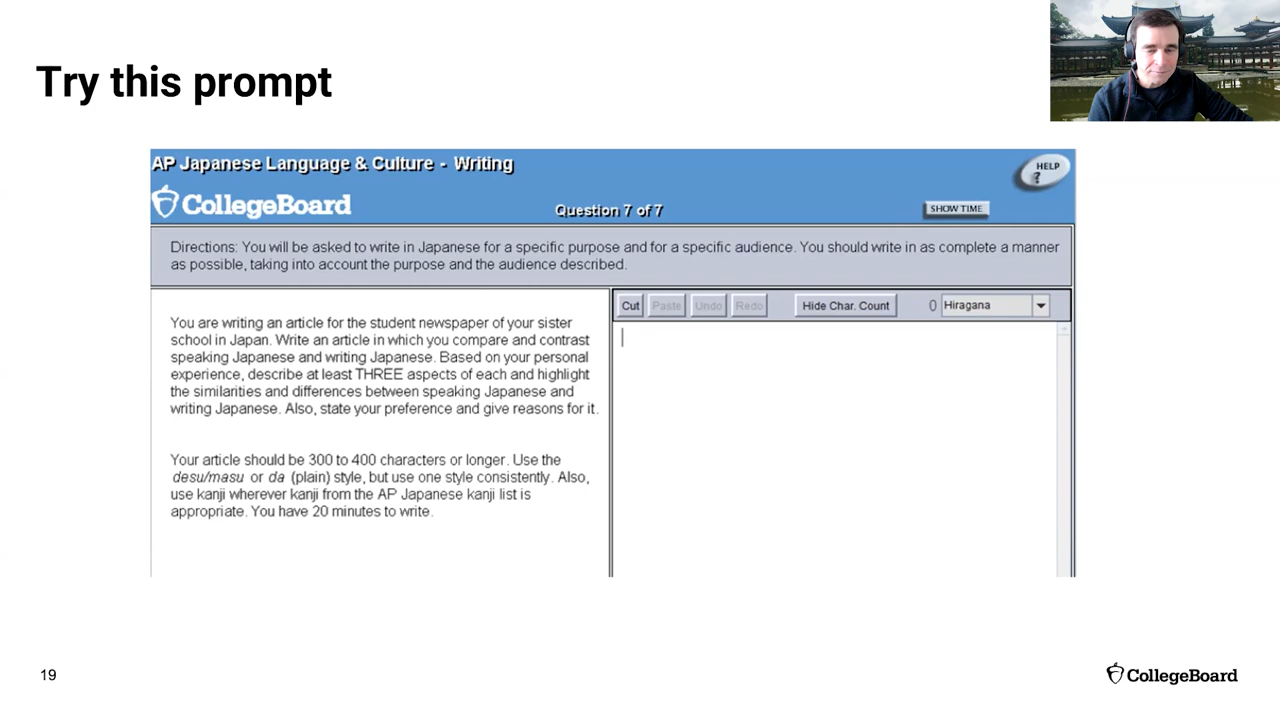 Try this prompt
AP Japanese Language & Culture - Writing
HELP
?
CollegeBoard
Question 7 of 7
SHOW TIME
Directions: You will be asked to write in Japanese for a specific purpose and for a specific audience. You should write in as complete a manner
as possible, taking into account the purpose and the audience described.
Cut Paste Undo Redo Hide Char. Count 0 Hiragana
You are writing an article for the student newspaper of your sister
school in Japan. Write an article in which you compare and contrast
speaking Japanese and writing Japanese. Based on your personal
experience, describe at least THREE aspects of each and highlight
the similarities and differences between speaking Japanese and
writing Japanese. Also, state your preference and give reasons for it.
Your article should be 300 to 400 characters or longer. Use the
desu/masu or da (plain) style, but use one style consistently. Also,
use kanji wherever kanji from the AP Japanese kanji list is
appropriate. You have 20 minutes to write.
19
CollegeBoard